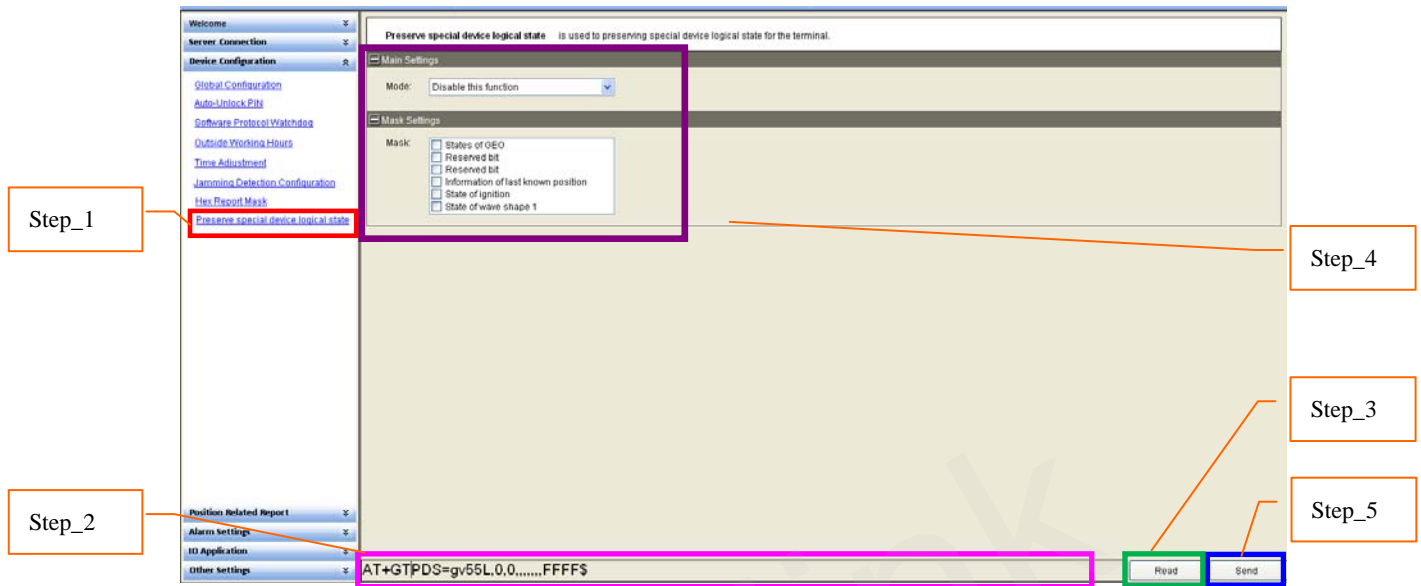 Welcome
Server Connection
Device Configuration
Global Configuration
Auto-Unlock PIN
Software Protocol Watchdog
Outside Working Hours
Time Adjustment
Jamming Detection Configuration
Hex Report Mask
Preserve special device logical state
Position Related Report
Alarm Settings
IO Application
Other Settings
Preserve special device logical state is used to preserving special device logical state for the terminal.
Main Settings
Mode: Disable this function
Mask Settings
Mask: States of GEO
Reserved bit
Reserved bit
Information of last known position
State of ignition
State of wave shape 1
AT+GTPDS=gv55L,0,0,,,,,,,FFFF$
Read
Send
Step_1
Step_2
Step_4
Step_3
Step_5